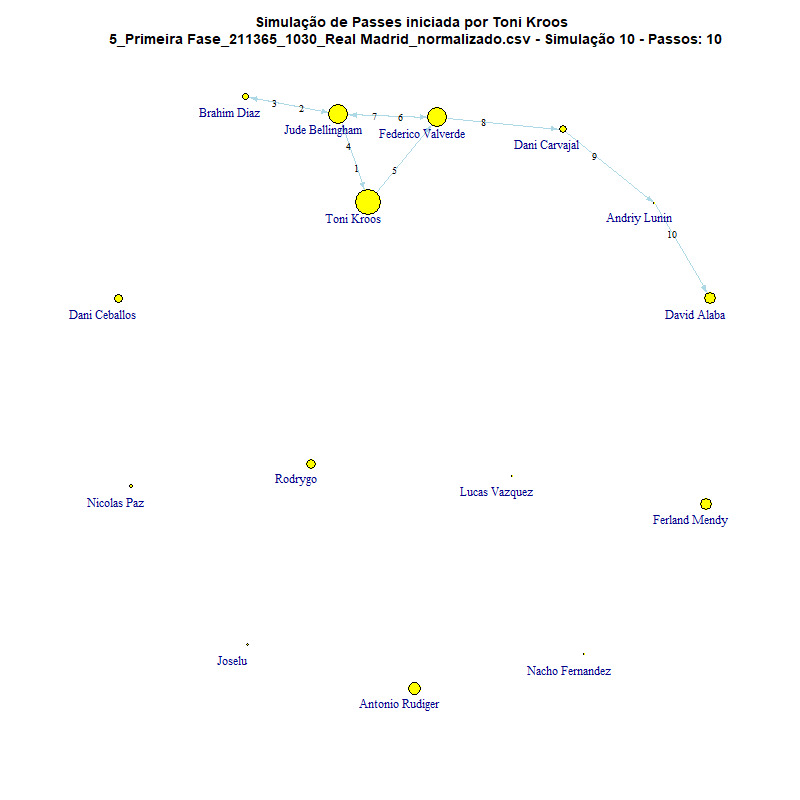 Simulação de Passes iniciada por Toni Kroos
5_Primeira Fase_211365_1030_Real Madrid_normalizado.csv - Simulação 10 - Passos: 10
3
2
Brahim Diaz
7
6
Jude Bellingham
Federico Valverde
8
Dani Carvajal
4
9
1
5
Toni Kroos
Andriy Lunin
10
Dani Ceballos
David Alaba
Rodrygo
Lucas Vazquez
Nicolas Paz
Ferland Mendy
Joselu
Nacho Fernandez
Antonio Rudiger